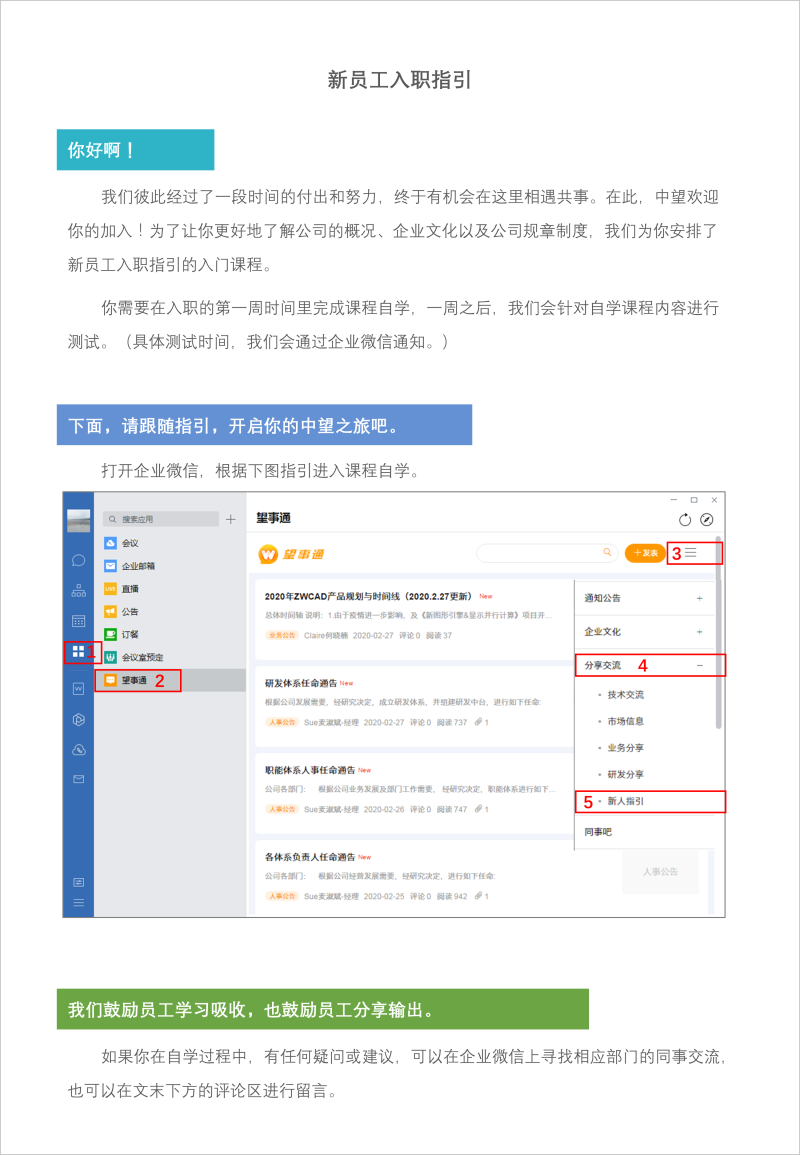 新员工入职指引
你好啊！
我们彼此经过了一段时间的付出和努力，终于有机会在这里相遇共事。在此，中望欢迎
你的加入！为了让你更好地了解公司的概况、企业文化以及公司规章制度，我们为你安排了
新员工入职指引的入门课程。
你需要在入职的第一周时间里完成课程自学，一周之后，我们会针对自学课程内容进行
测试。（具体测试时间，我们会通过企业微信通知。）
下面，请跟随指引，开启你的中望之旅吧。
打开企业微信，根据下图指引进入课程自学。
搜索应用
会议
企业邮箱
LIVE 直播
公告
订餐
会议室预定
1
望事通 2
望事通
望事通
+发表
3
2020年ZWCAD产品规划与时间线（2020.2.27更新） New
总体时间轴 说明：1.由于疫情进一步影响，及《新图形引擎&显示并行计算》项目开...
业务公告 Claire何晓楠 2020-02-27 评论 0 阅读 37
研发体系任命通告 New
根据公司发展需要，经研究决定，成立研发体系，并组建研发中台，进行如下任命:
人事公告 Sue麦淑斌-经理 2020-02-27 评论 0 阅读 737 1
职能体系人事任命通告 New
公司各部门： 根据公司业务发展及部门工作需要， 经研究决定，职能体系进行如下...
人事公告 Sue麦淑斌-经理 2020-02-26 评论 0 阅读 747 1
各体系负责人任命通告 New
公司各部门： 根据公司经营发展需要，经研究决定，进行如下任命:
人事公告 Sue麦淑斌-经理 2020-02-25 评论 0 阅读 942 1
通知公告 +
企业文化 +
分享交流 4 −
技术交流
市场信息
业务分享
研发分享
5 新人指引
同事吧
人事公告
我们鼓励员工学习吸收，也鼓励员工分享输出。
如果你在自学过程中，有任何疑问或建议，可以在企业微信上寻找相应部门的同事交流，
也可以在文末下方的评论区进行留言。